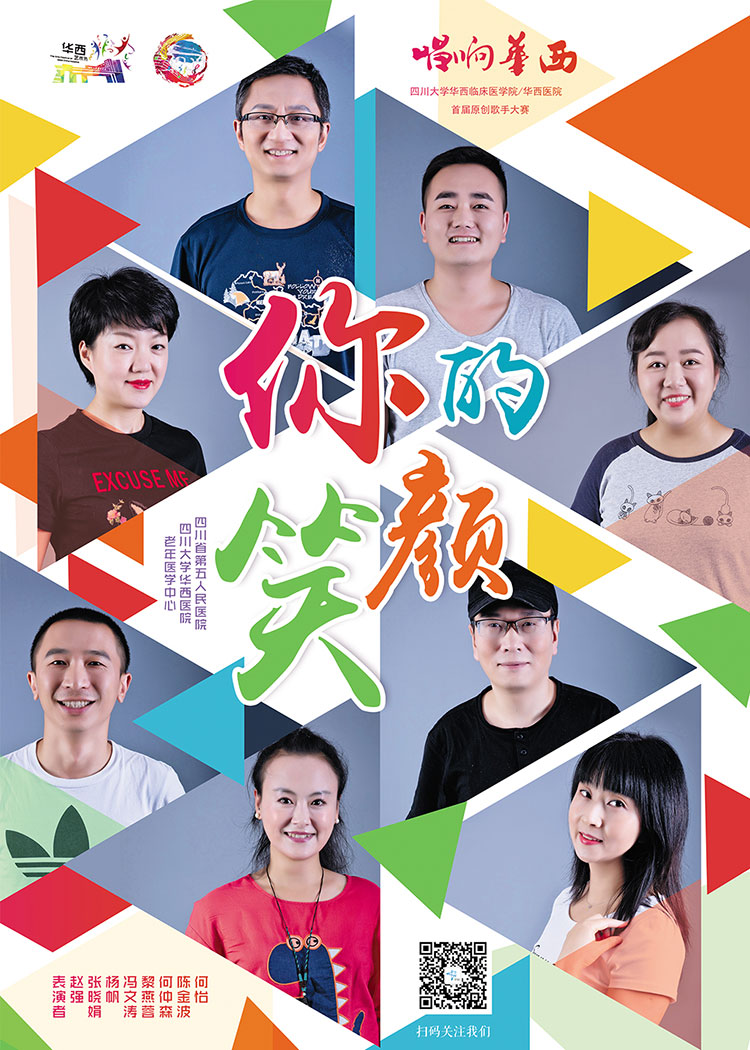 华西
唱响华西
四川大学华西临床医学院/华西医院
首届原创歌手大赛
FOLLOW
YOUR
DREA
EXCUSE ME
你的
笑颜
四川省第五人民医院
四川大学华西医院
老年医学中心
表演者
赵强
张晓娟
杨帆
冯文涛
黎燕
何仲森
陈金波
何怡
扫码关注我们